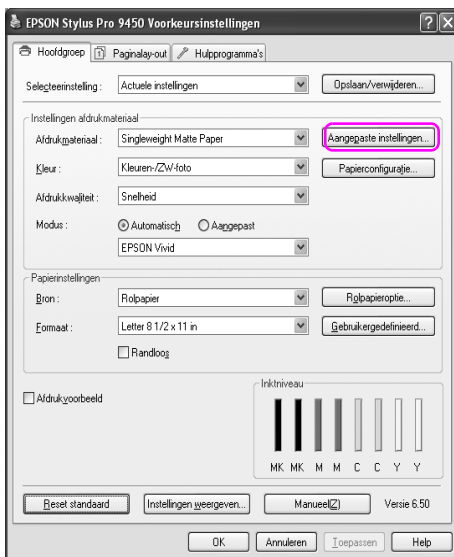 EPSON Stylus Pro 9450 Voorkeursinstellingen
Hoofdgroep Paginalay-out Hulpprogramma's
Selecteerinstelling : Actuele instellingen Opslaan/verwijderen...
Instellingen afdrukmateriaal
Afdrukmateriaal : Singleweight Matte Paper Aangepaste instellingen...
Kleur : Kleuren-/ZW-foto Papierconfiguratie...
Afdrukkwaliteit : Snelheid
Modus : Automatisch Aangepast
EPSON Vivid
Papierinstellingen
Bron : Rolpapier Rolpapieroptie...
Formaat : Letter 8 1/2 x 11 in Gebruikergedefinieerd...
Randloos
Afdrukvoorbeeld
Inktniveau
MK MK M M C C Y Y
Reset standaard Instellingen weergeven... Manueel(Z) Versie 6.50
OK Annuleren Toepassen Help